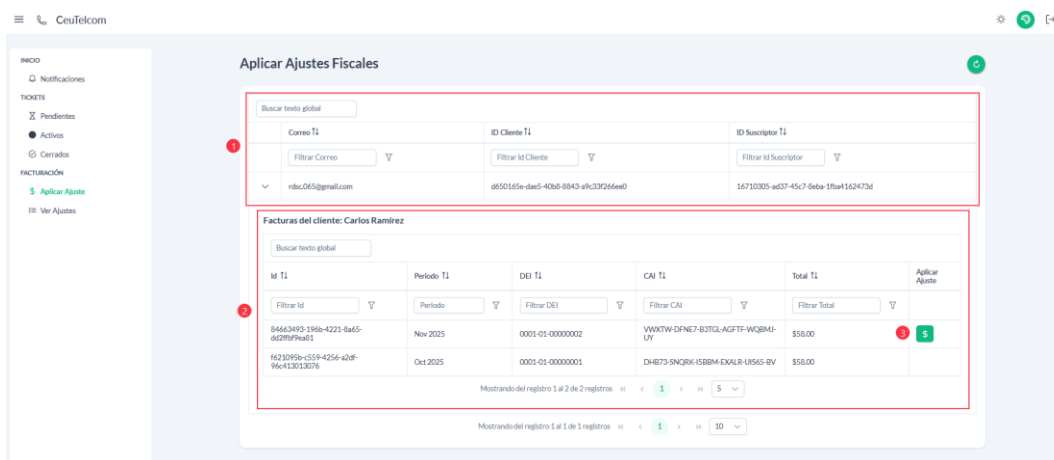 CeuTelcom
INICIO
Notificaciones
TICKETS
Pendientes
Activos
Cerrados
FACTURACIÓN
$ Aplicar Ajuste
Ver Ajustes
Aplicar Ajustes Fiscales
1
Buscar texto global
Correo ID Cliente ID Suscriptor
Filtrar Correo Filtrar Id Cliente Filtrar Id Suscriptor
rdsc.065@gmail.com d650165e-dae5-40b8-8843-a9c33f266ee0 16710305-ad37-45c7-8eba-1fba4162473d
2
Facturas del cliente: Carlos Ramírez
Buscar texto global
Id Periodo DEI CAI Total Aplicar
Ajuste
Filtrar Id Periodo Filtrar DEI Filtrar CAI Filtrar Total
84663493-196b-4221-8a65-
dd2ffbf9ea81 Nov 2025 0001-01-00000002 VWXTW-DFNE7-B3TGL-AGFTF-WQBMJ-
UY $58.00 3 $
f621095b-c559-4256-a2df-
96c413013076 Oct 2025 0001-01-00000001 DHB73-SNQRK-I5BBM-EXALR-UIS65-BV $58.00
Mostrando del registro 1 al 2 de 2 registros « ‹ 1 › » 5
Mostrando del registro 1 al 1 de 1 registros « ‹ 1 › » 10